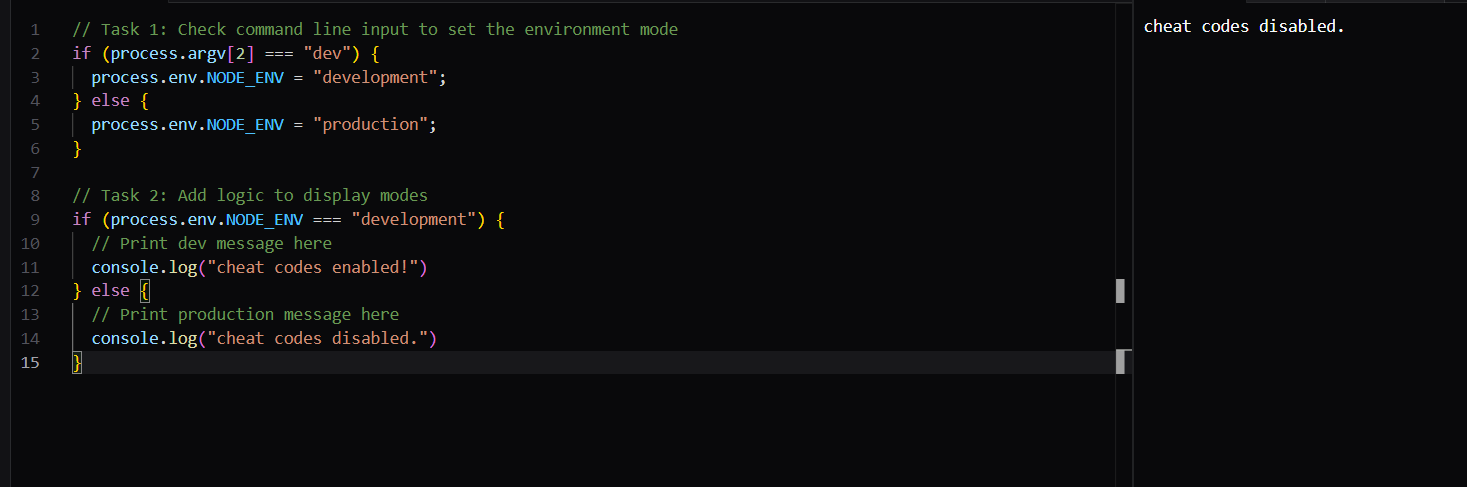 1 // Task 1: Check command line input to set the environment mode
2 if (process.argv[2] === "dev") {
3 process.env.NODE_ENV = "development";
4 } else {
5 process.env.NODE_ENV = "production";
6 }
7
8 // Task 2: Add logic to display modes
9 if (process.env.NODE_ENV === "development") {
10 // Print dev message here
11 console.log("cheat codes enabled!")
12 } else {
13 // Print production message here
14 console.log("cheat codes disabled.")
15 }
cheat codes disabled.